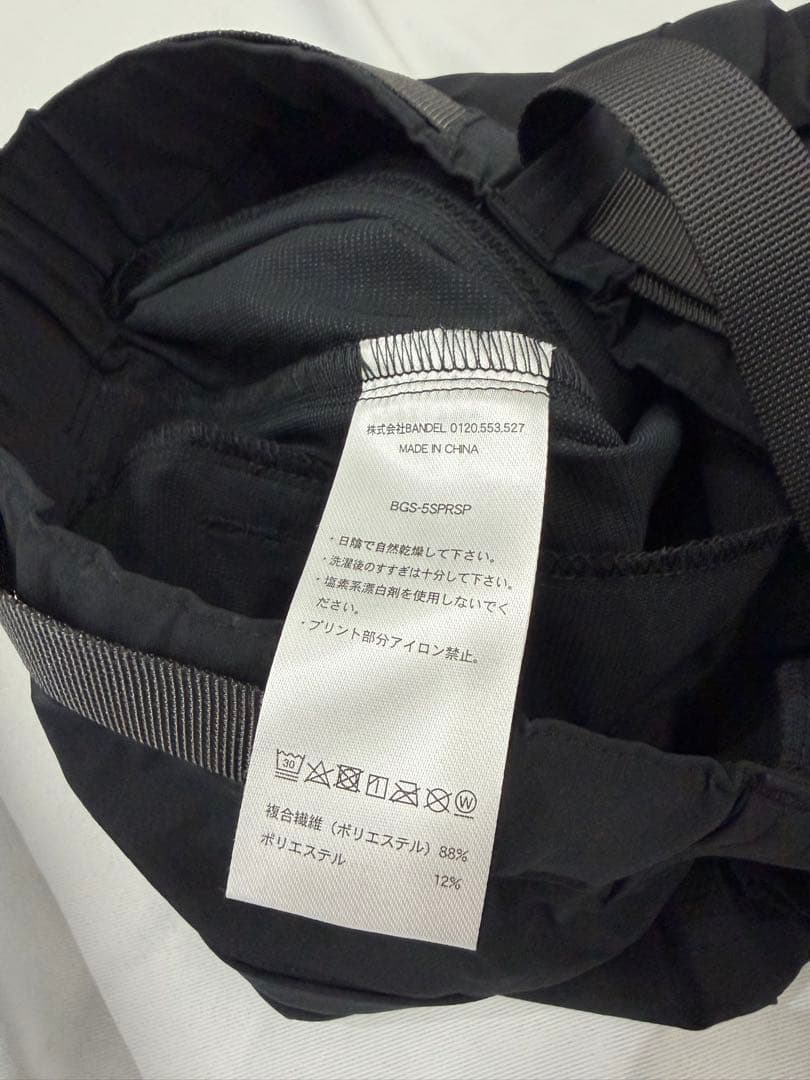 株式会社BANDEL 0120.553.527
MADE IN CHINA
BGS-5SPRSP
・日陰で自然乾燥して下さい。
・洗濯後のすすぎは十分して下さい。
・塩素系漂白剤を使用しないでく
ださい。
・プリント部分アイロン禁止。
30 W
複合繊維（ポリエステル）88%
ポリエステル 12%